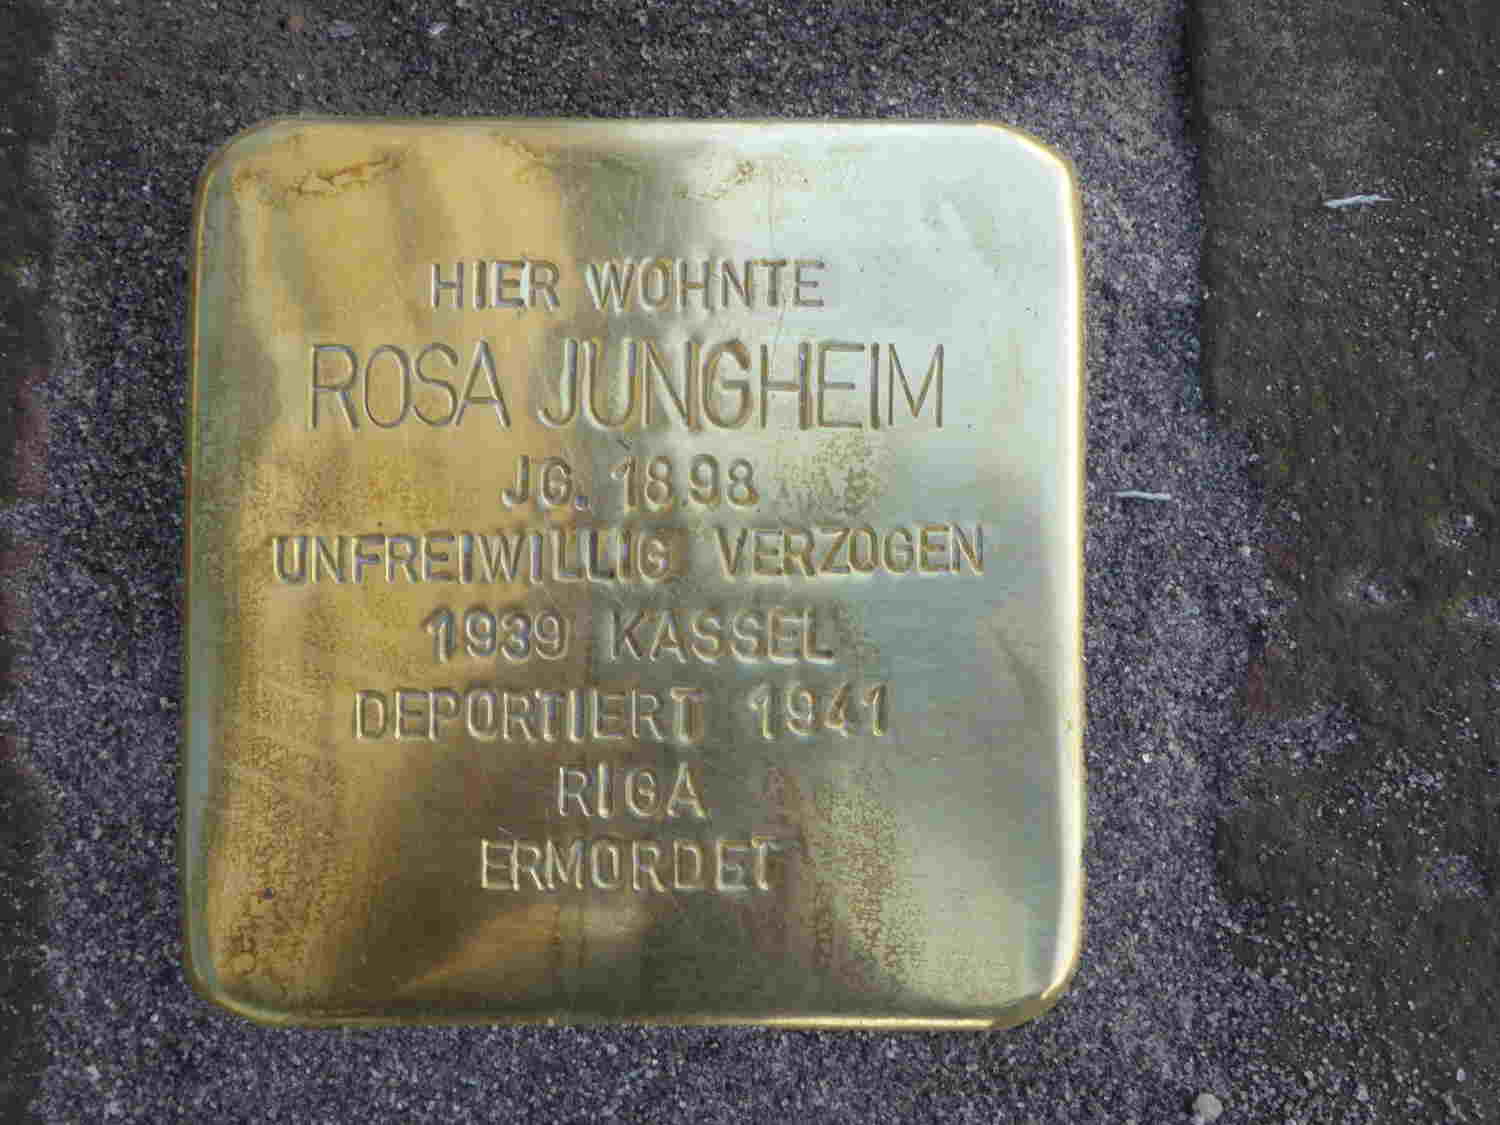 HIER WOHNTE
ROSA JUNGHEIM
JG. 1898
UNFREIWILLIG VERZOGEN
1939 KASSEL
DEPORTIERT 1941
RIGA
ERMORDET